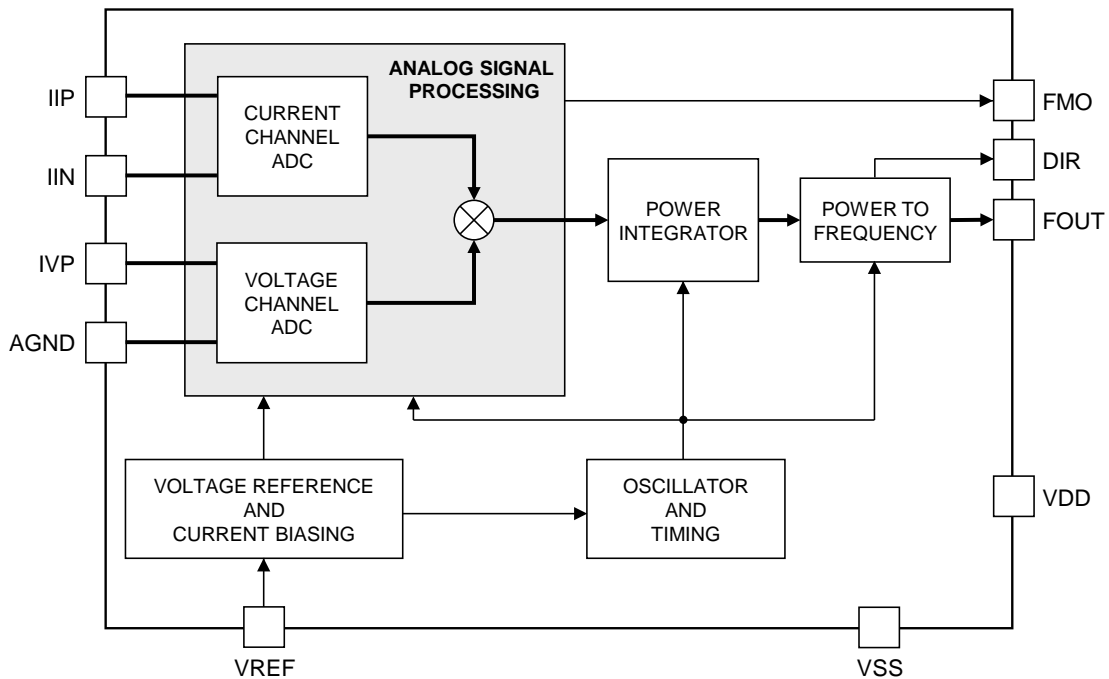 ANALOG SIGNAL
PROCESSING
IIP
CURRENT
CHANNEL
ADC
IIN
FMO
DIR
POWER
INTEGRATOR
POWER TO
FREQUENCY
FOUT
IVP
VOLTAGE
CHANNEL
ADC
AGND
VOLTAGE REFERENCE
AND
CURRENT BIASING
OSCILLATOR
AND
TIMING
VDD
VREF
VSS